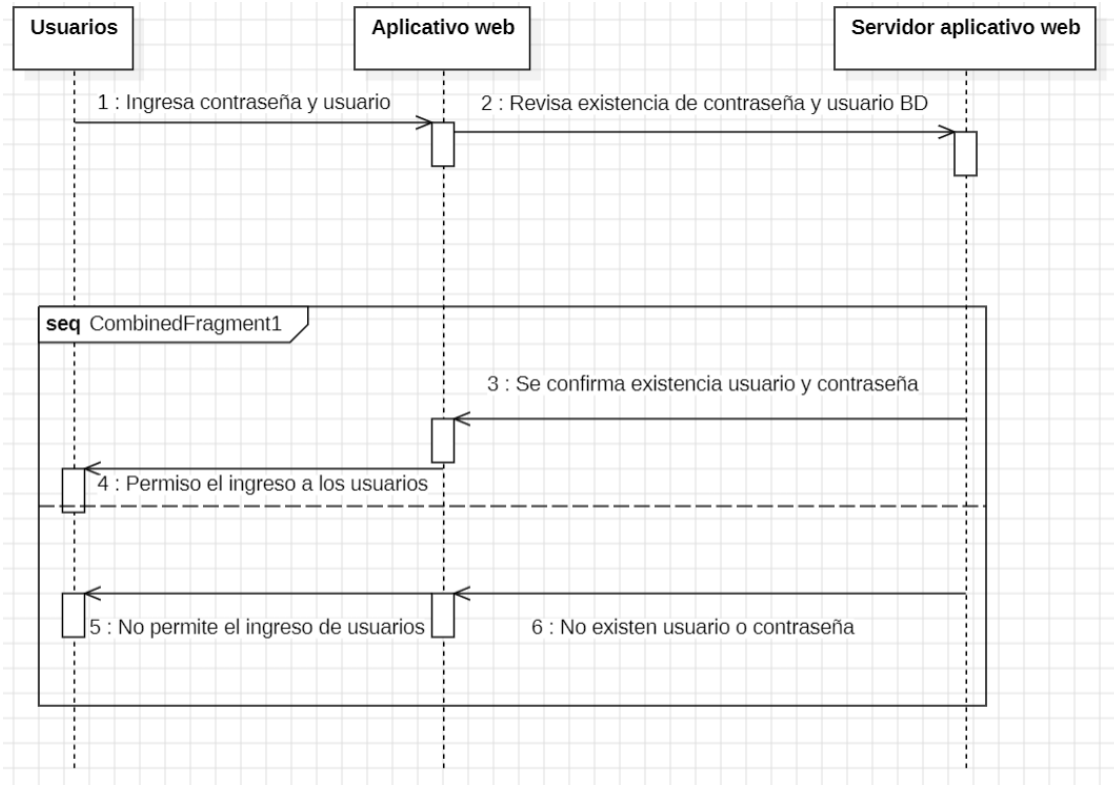 Usuarios
Aplicativo web
Servidor aplicativo web
1 : Ingresa contraseña y usuario
2 : Revisa existencia de contraseña y usuario BD
seq CombinedFragment1
3 : Se confirma existencia usuario y contraseña
4 : Permiso el ingreso a los usuarios
5 : No permite el ingreso de usuarios
6 : No existen usuario o contraseña